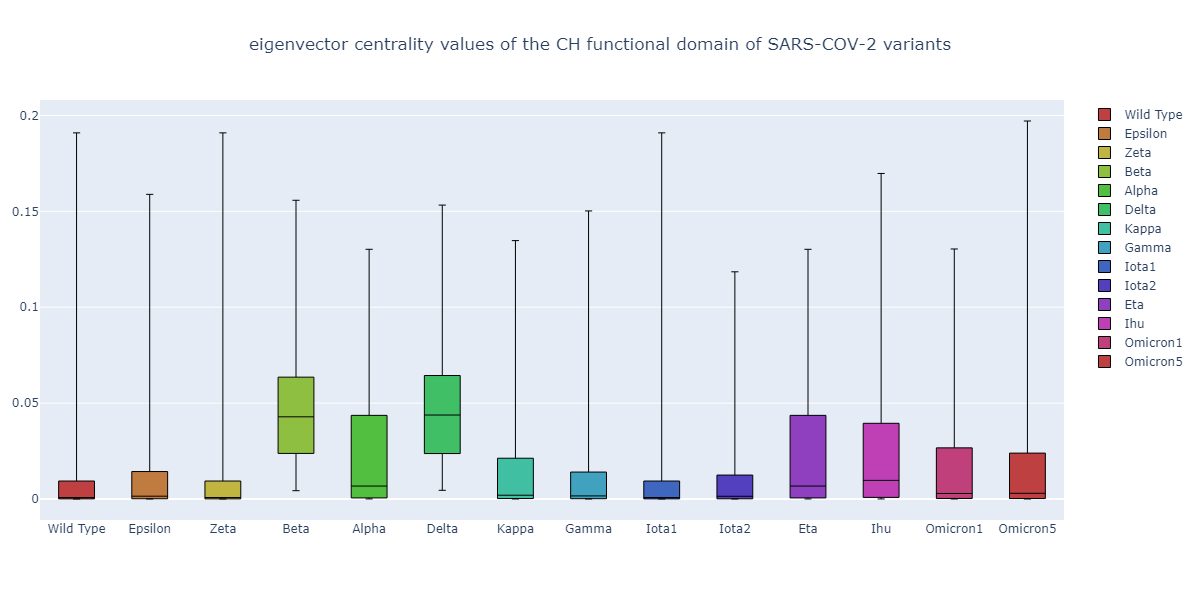 eigenvector centrality values of the CH functional domain of SARS-COV-2 variants
0.2
0.15
0.1
0.05
0
Wild Type Epsilon Zeta Beta Alpha Delta Kappa Gamma Iota1 Iota2 Eta Ihu Omicron1 Omicron5
Wild Type
Epsilon
Zeta
Beta
Alpha
Delta
Kappa
Gamma
Iota1
Iota2
Eta
Ihu
Omicron1
Omicron5